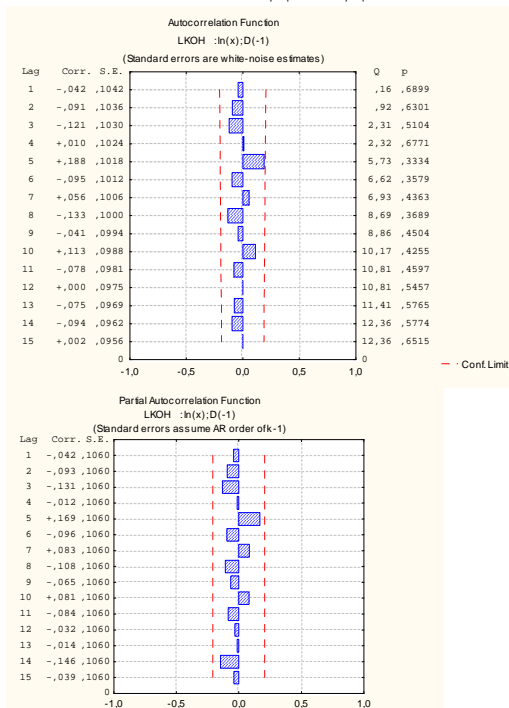 Autocorrelation Function
LKOH :ln(x);D(-1)
(Standard errors are white-noise estimates)
Lag Corr. S.E. Q p
1 -,042 ,1042 ,16 ,6899
2 -,091 ,1036 ,92 ,6301
3 -,121 ,1030 2,31 ,5104
4 +,010 ,1024 2,32 ,6771
5 +,188 ,1018 5,73 ,3334
6 -,095 ,1012 6,62 ,3579
7 +,056 ,1006 6,93 ,4363
8 -,133 ,1000 8,69 ,3689
9 -,041 ,0994 8,86 ,4504
10 +,113 ,0988 10,17 ,4255
11 -,078 ,0981 10,81 ,4597
12 +,000 ,0975 10,81 ,5457
13 -,075 ,0969 11,41 ,5765
14 -,094 ,0962 12,36 ,5774
15 +,002 ,0956 12,36 ,6515
0 0
-1,0 -0,5 0,0 0,5 1,0
Conf. Limit
Partial Autocorrelation Function
LKOH :ln(x);D(-1)
(Standard errors assume AR order of k-1)
Lag Corr. S.E.
1 -,042 ,1060
2 -,093 ,1060
3 -,131 ,1060
4 -,012 ,1060
5 +,169 ,1060
6 -,096 ,1060
7 +,083 ,1060
8 -,108 ,1060
9 -,065 ,1060
10 +,081 ,1060
11 -,084 ,1060
12 -,032 ,1060
13 -,014 ,1060
14 -,146 ,1060
15 -,039 ,1060
0
-1,0 -0,5 0,0 0,5 1,0